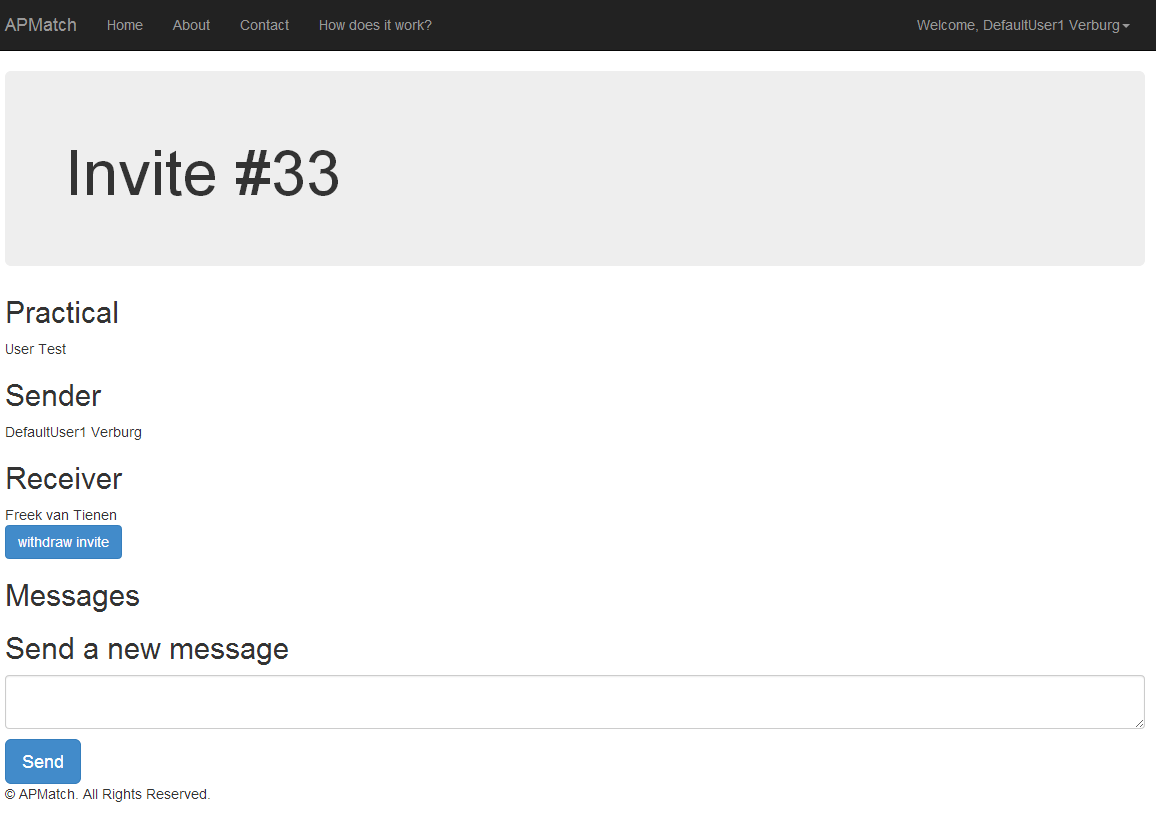 APMatch Home About Contact How does it work? Welcome, DefaultUser1 Verburg
Invite #33
Practical
User Test
Sender
DefaultUser1 Verburg
Receiver
Freek van Tienen
withdraw invite
Messages
Send a new message
Send
© APMatch. All Rights Reserved.